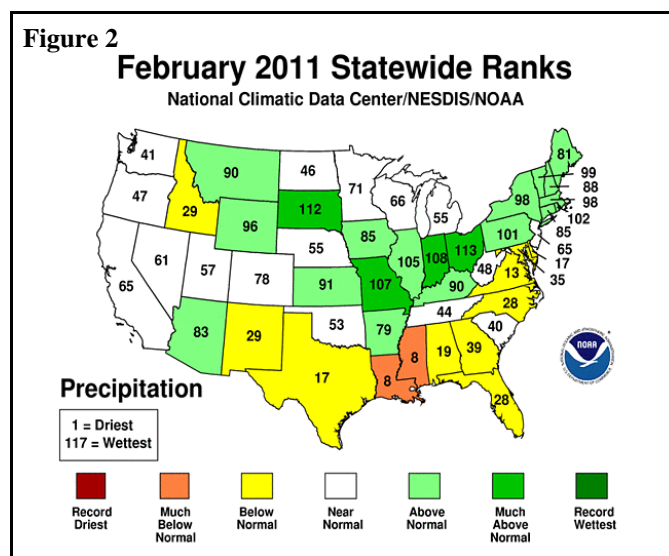 Figure 2
February 2011 Statewide Ranks
National Climatic Data Center/NESDIS/NOAA
41
90
46
71
81
99
88
98
102
85
65
17
35
47
29
112
66
55
98
96
101
61
57
78
55
85
105
108
113
48
13
65
91
107
90
28
83
29
53
79
44
40
17
8
8
19
39
28
NOAA
Precipitation
1 = Driest
117 = Wettest
Record
Driest
Much
Below
Normal
Below
Normal
Near
Normal
Above
Normal
Much
Above
Normal
Record
Wettest